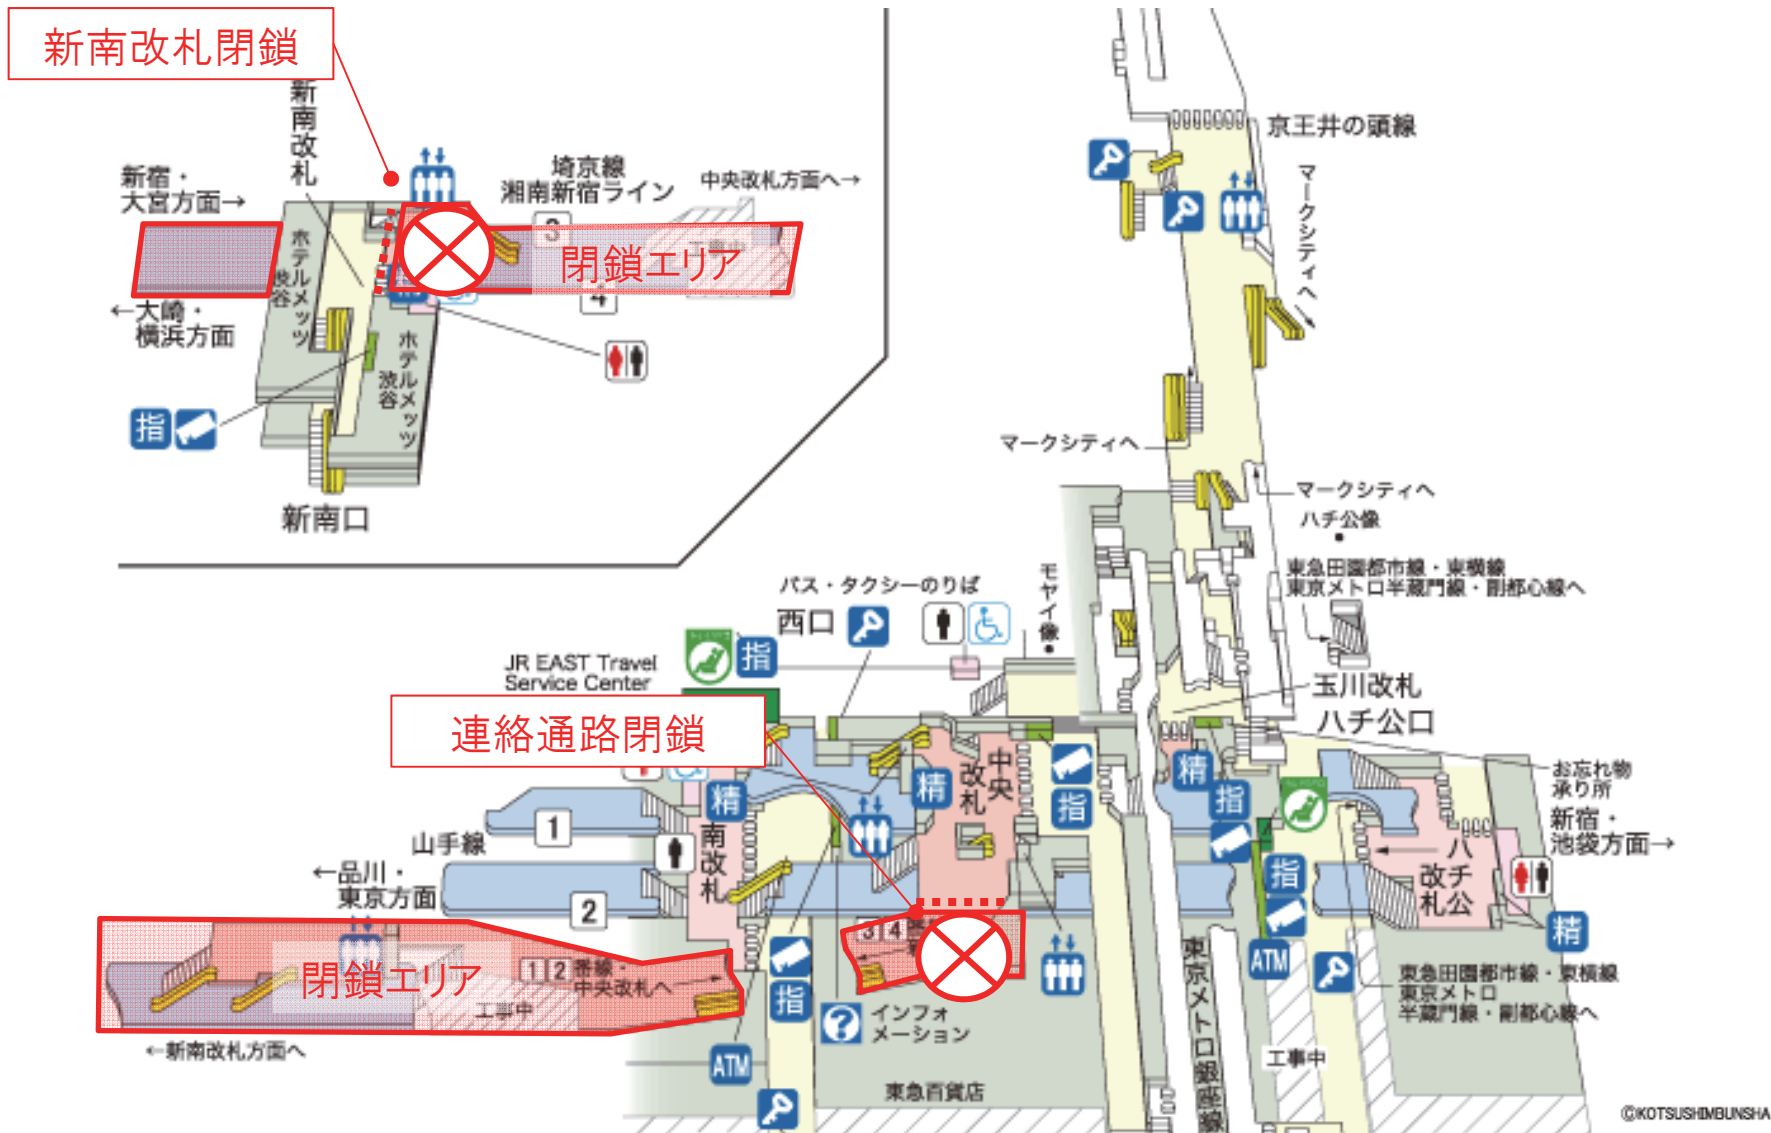 新南改札閉鎖
新南改札
新宿・
大宮方面→
埼京線
湘南新宿ライン
中央改札方面へ→
3
閉鎖エリア
工事中
4
ホテルメッツ
渋谷
←大崎・
横浜方面
ホテルメッツ
渋谷
指
新南口
京王井の頭線
マークシティへ
マークシティへ
マークシティへ
ハチ公像
東急田園都市線・東横線
東京メトロ半蔵門線・副都心線へ
バス・タクシーのりば
西口
モヤイ像
指
JR EAST Travel
Service Center
連絡通路閉鎖
玉川改札
ハチ公口
お忘れ物
承り所
新宿・
池袋方面→
中央
改札
精
精
指
精
指
南改札
1
山手線
←品川・
東京方面
2
ハチ公
改札
指
精
3 4
閉鎖エリア
1 2 番線・
中央改札へ
工事中
←新南改札方面へ
指
? インフォ
メーション
ATM
ATM
東急百貨店
東京メトロ銀座線
東急田園都市線・東横線
東京メトロ
半蔵門線・副都心線へ
工事中
©KOTSUSHIMBUNSHA